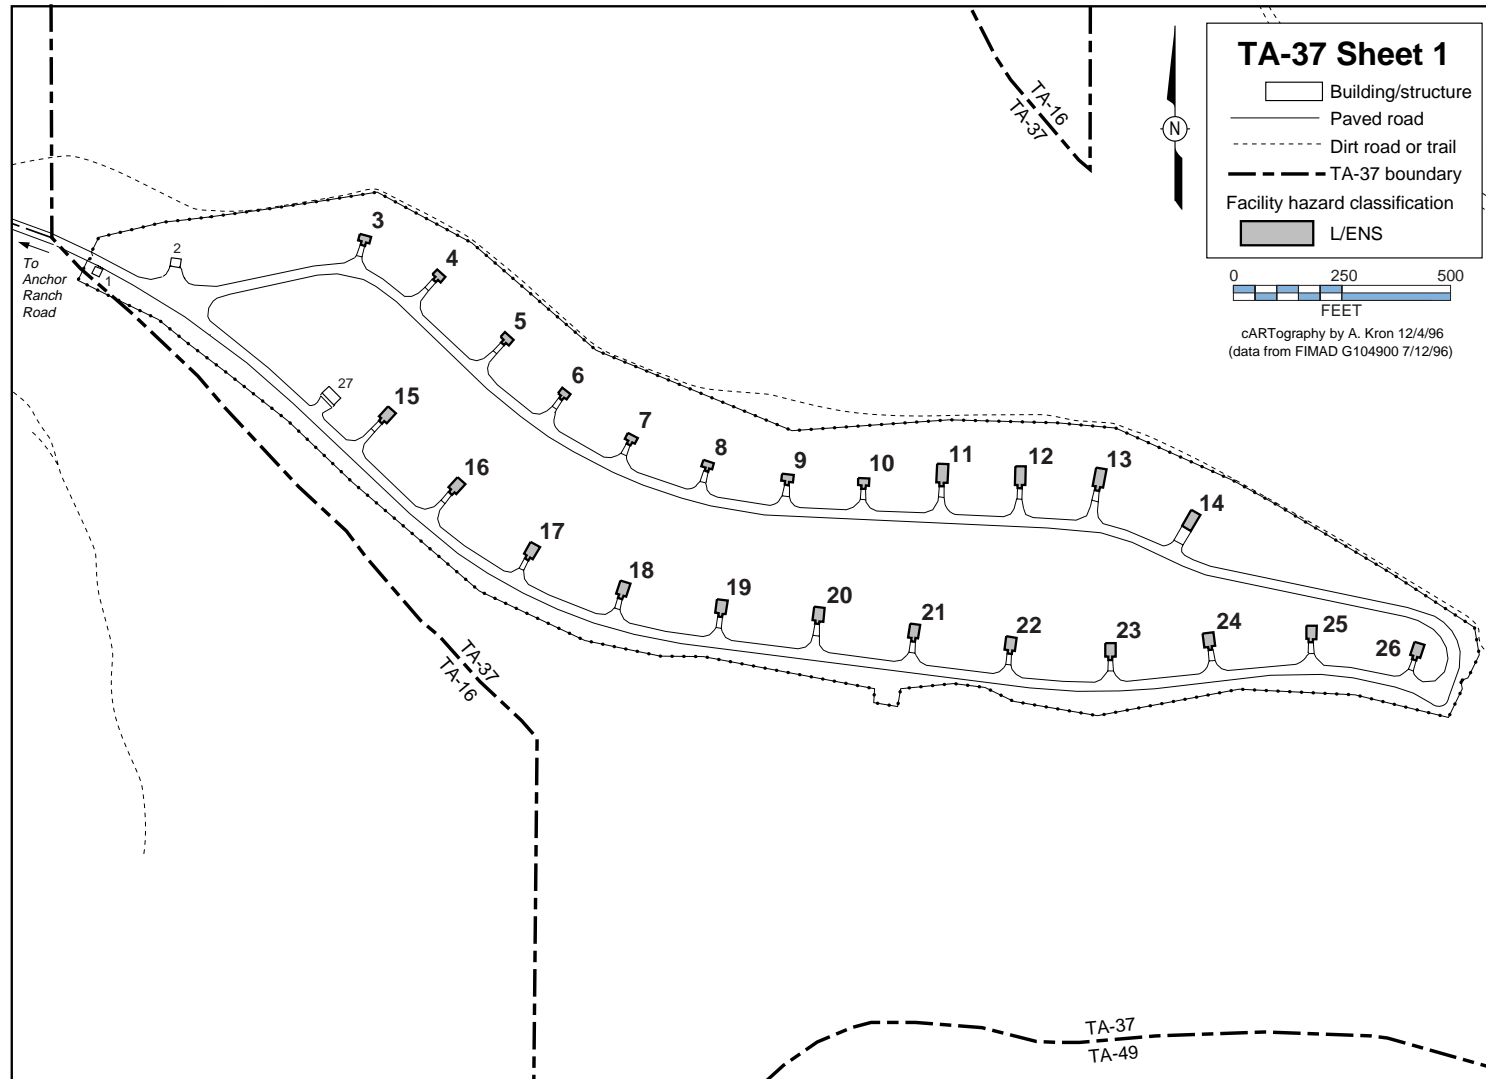 TA-37 Sheet 1
Building/structure
Paved road
Dirt road or trail
TA-37 boundary
Facility hazard classification
L/ENS
0 250 500
FEET
cARTography by A. Kron 12/4/96
(data from FIMAD G104900 7/12/96)
N
TA-16
TA-37
To
Anchor
Ranch
Road
1
2
3
4
5
6
7
8
9
10
11
12
13
14
27
15
16
17
18
19
20
21
22
23
24
25
26
TA-37
TA-16
TA-37
TA-49